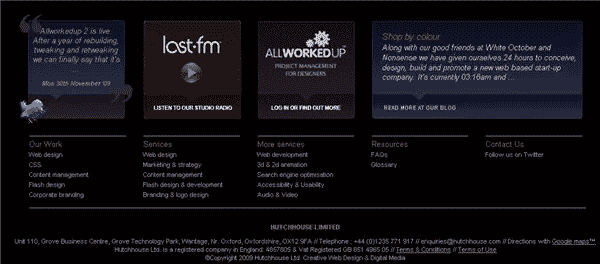 Allworkedup 2 is live
After a year of rebuilding,
tweaking and retweaking
we can finally say that it's
...
Mon 30th November '09
last·fm
LISTEN TO OUR STUDIO RADIO
ALLWORKEDUP
PROJECT MANAGEMENT
FOR DESIGNERS
LOG IN OR FIND OUT MORE
Shop by colour
Along with our good friends at White October and
Nonsense we have given ourselves 24 hours to conceive,
design, build and promote a new web based start-up
company. It's currently 03:16am and ...
READ MORE AT OUR BLOG
Our Work
Web design
CSS
Content management
Flash design
Corporate branding
Services
Web design
Marketing & strategy
Content management
Flash design & development
Branding & logo design
More services
Web development
3d & 2d animation
Search engine optimisation
Accessibility & Usability
Audio & Video
Resources
FAQs
Glossary
Contact Us
Follow us on Twitter
HUTCHHOUSE LIMITED
Unit 110, Grove Business Centre, Grove Technology Park, Wantage, Nr. Oxford, Oxfordshire, OX12 9FA // Telephone : +44 (0)1235 771 917 // enquiries@hutchhouse.com // Directions with Google maps™
Hutchhouse Ltd. is a registered company in England: 4857805 & Vat Registered GB 851 4965 05 // Terms & Conditions // Terms of Use
©Copyright 2009 Hutchhouse Ltd. Creative Web Design & Digital Media